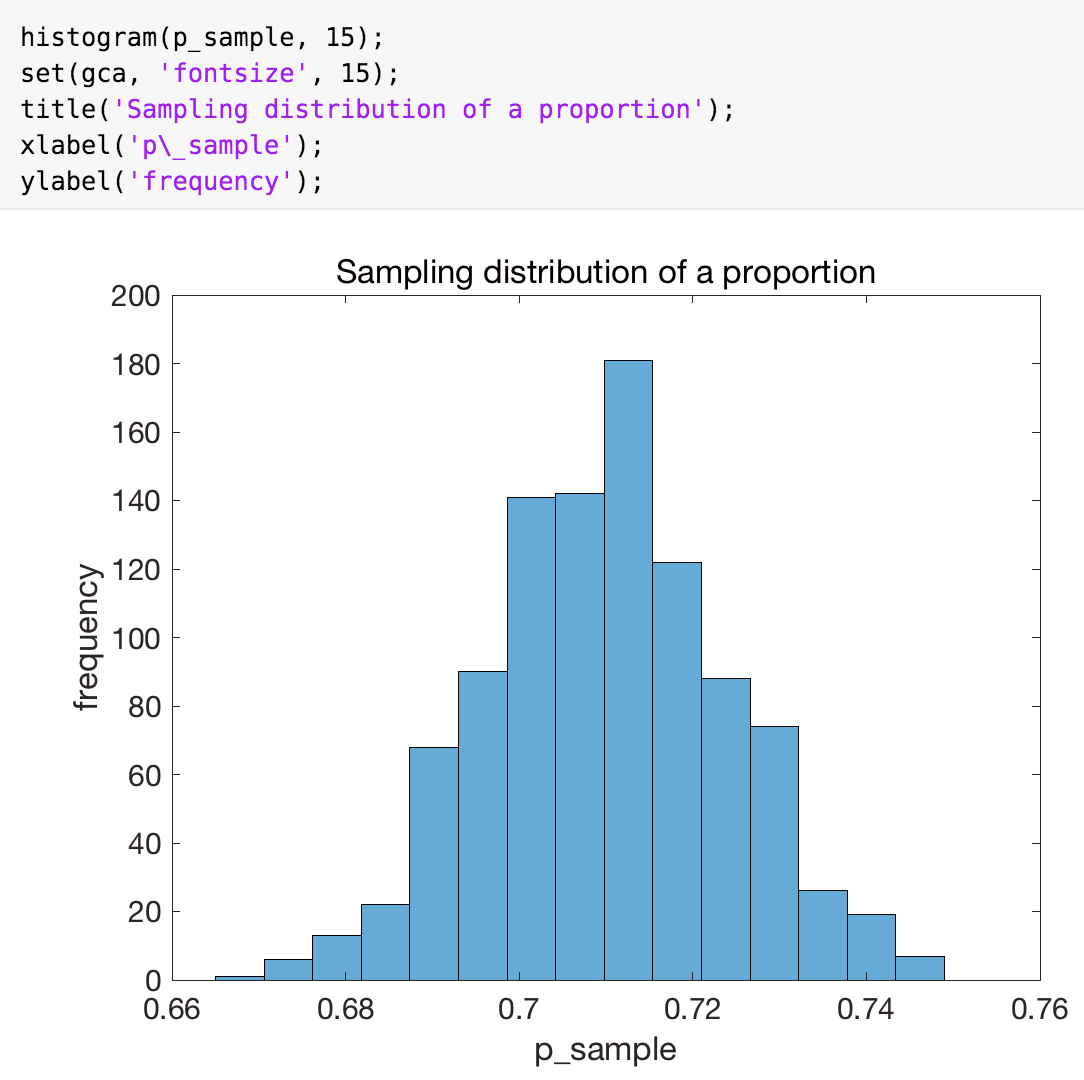 histogram(p_sample, 15);
set(gca, 'fontsize', 15);
title('Sampling distribution of a proportion');
xlabel('p\_sample');
ylabel('frequency');
Sampling distribution of a proportion
200
180
160
140
120
100
80
60
40
20
0
frequency
0.66 0.68 0.7 0.72 0.74 0.76
p_sample